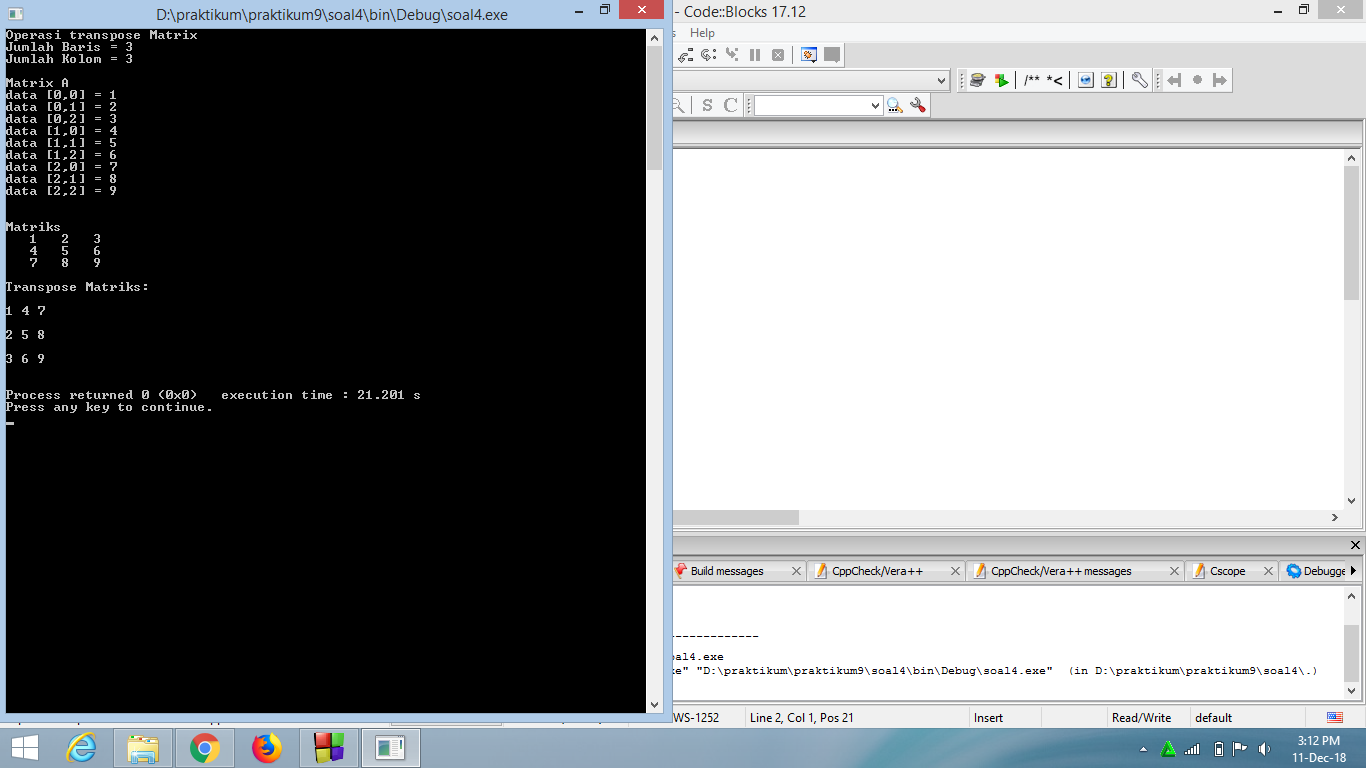 D:\praktikum\praktikum9\soal4\bin\Debug\soal4.exe
- Code::Blocks 17.12
Help
/** *<
S C
Operasi transpose Matrix
Jumlah Baris = 3
Jumlah Kolom = 3
Matrix A
data [0,0] = 1
data [0,1] = 2
data [0,2] = 3
data [1,0] = 4
data [1,1] = 5
data [1,2] = 6
data [2,0] = 7
data [2,1] = 8
data [2,2] = 9
Matriks
1 2 3
4 5 6
7 8 9
Transpose Matriks:
1 4 7
2 5 8
3 6 9
Process returned 0 (0x0) execution time : 21.201 s
Press any key to continue.
Build messages
CppCheck/Vera++
CppCheck/Vera++ messages
Cscope
Debugge
-------------
oal4.exe
xe" "D:\praktikum\praktikum9\soal4\bin\Debug\soal4.exe" (in D:\praktikum\praktikum9\soal4\.)
WS-1252
Line 2, Col 1, Pos 21
Insert
Read/Write
default
3:12 PM
11-Dec-18